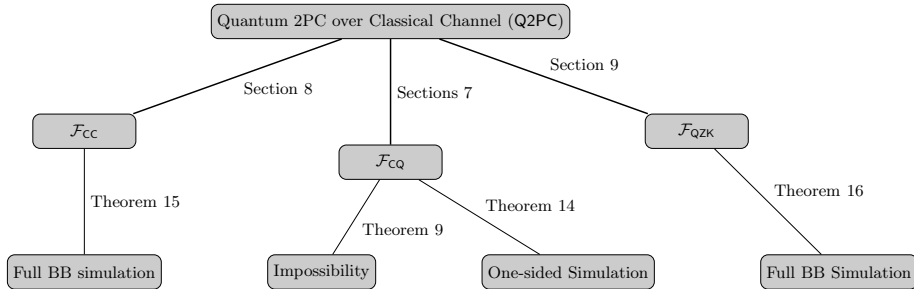 Quantum 2PC over Classical Channel (Q2PC)
Section 8
Sections 7
Section 9
F_CC
F_CQ
F_QZK
Theorem 15
Theorem 9
Theorem 14
Theorem 16
Full BB simulation
Impossibility
One-sided Simulation
Full BB Simulation